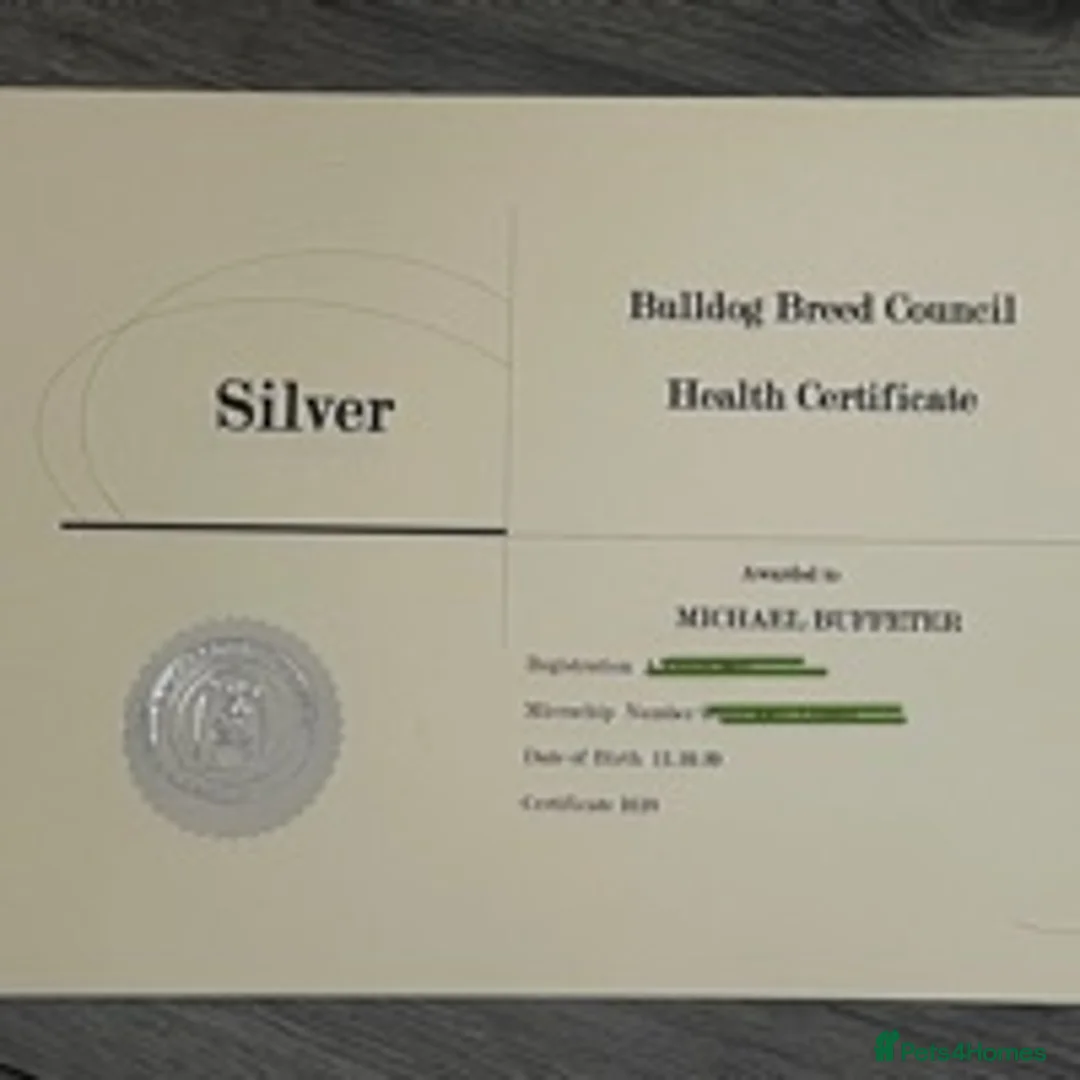 Silver
Bulldog Breed Council
Health Certificate
Awarded to
MICHAEL BUFFETER
Registration
Microchip Number
Date of Birth
Certificate
Pets4Homes